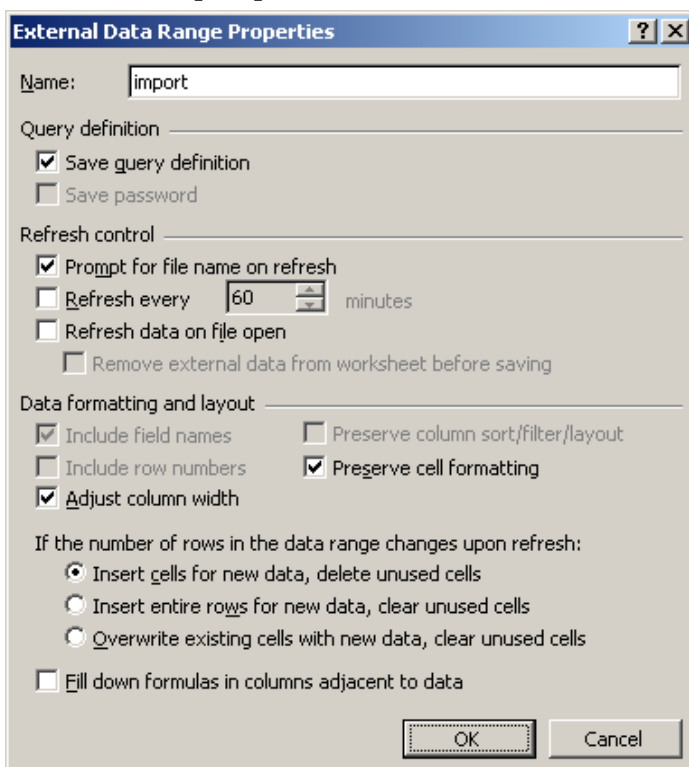 External Data Range Properties
Name: import
Query definition
Save query definition
Save password
Refresh control
Prompt for file name on refresh
Refresh every 60 minutes
Refresh data on file open
Remove external data from worksheet before saving
Data formatting and layout
Include field names Preserve column sort/filter/layout
Include row numbers Preserve cell formatting
Adjust column width
If the number of rows in the data range changes upon refresh:
Insert cells for new data, delete unused cells
Insert entire rows for new data, clear unused cells
Overwrite existing cells with new data, clear unused cells
Fill down formulas in columns adjacent to data
OK Cancel